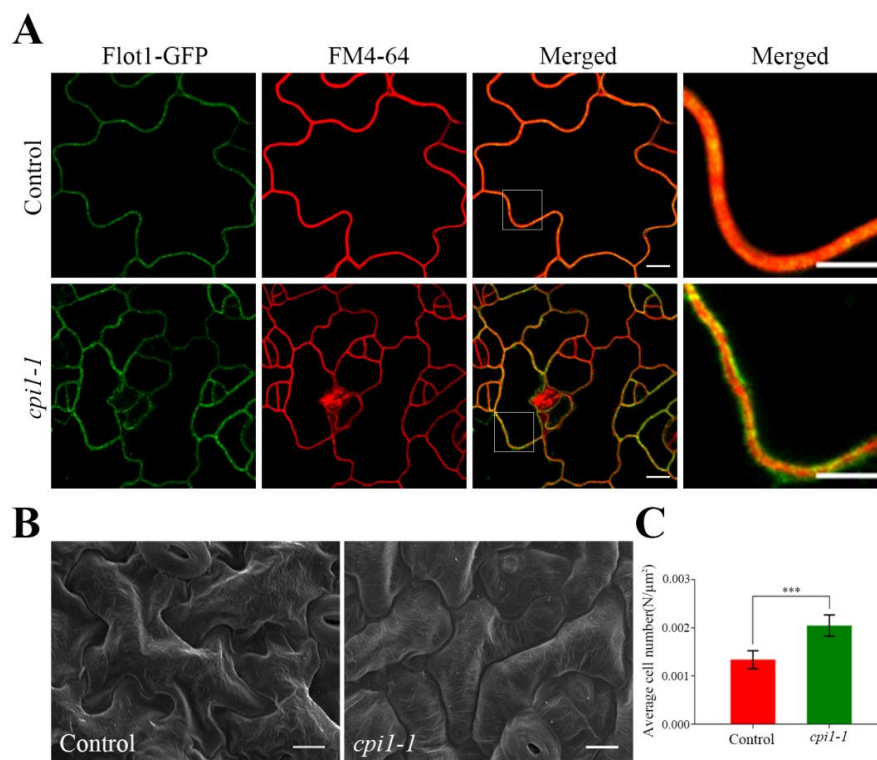 A
Flot1-GFP FM4-64 Merged Merged
Control
cpi1-1
B
Control
cpi1-1
C
Average cell number(N/μm²)
0.003
0.002
0.001
0.000
***
Control cpi1-1